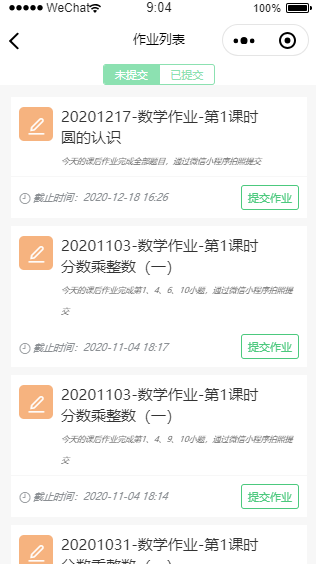 WeChat
9:04
100%
作业列表
未提交
已提交
20201217-数学作业-第1课时
圆的认识
今天的课后作业完成全部题目，通过微信小程序拍照提交
截止时间：2020-12-18 16:26
提交作业
20201103-数学作业-第1课时
分数乘整数（一）
今天的课后作业完成第1、4、6、10小题，通过微信小程序拍照提
交
截止时间：2020-11-04 18:17
提交作业
20201103-数学作业-第1课时
分数乘整数（一）
今天的课后作业完成第1、4、9、10小题，通过微信小程序拍照提
交
截止时间：2020-11-04 18:14
提交作业
20201031-数学作业-第1课时
分数乘整数（一）